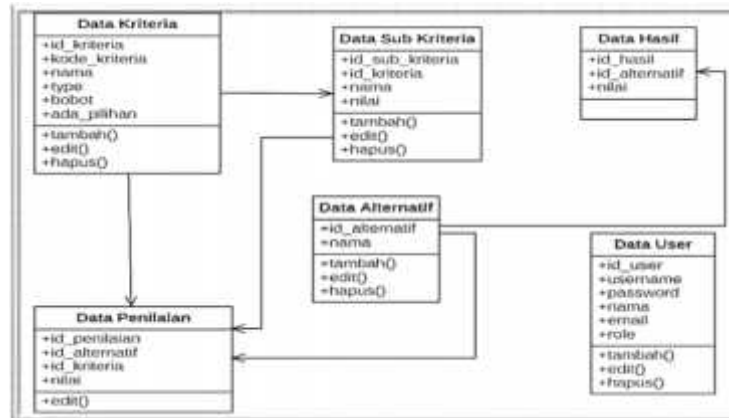 Data Kriteria
+id_kriteria
+kode_kriteria
+nama
+type
+bobot
+ada_pilihan
+tambah()
+edit()
+hapus()
Data Sub Kriteria
+id_sub_kriteria
+id_kriteria
+nama
+nilai
+tambah()
+edit()
+hapus()
Data Hasil
+id_hasil
+id_alternatif
+nilai
Data Alternatif
+id_alternatif
+nama
+tambah()
+edit()
+hapus()
Data User
+id_user
+username
+password
+nama
+email
+role
+tambah()
+edit()
+hapus()
Data Penilaian
+id_penilaian
+id_alternatif
+id_kriteria
+nilai
+edit()